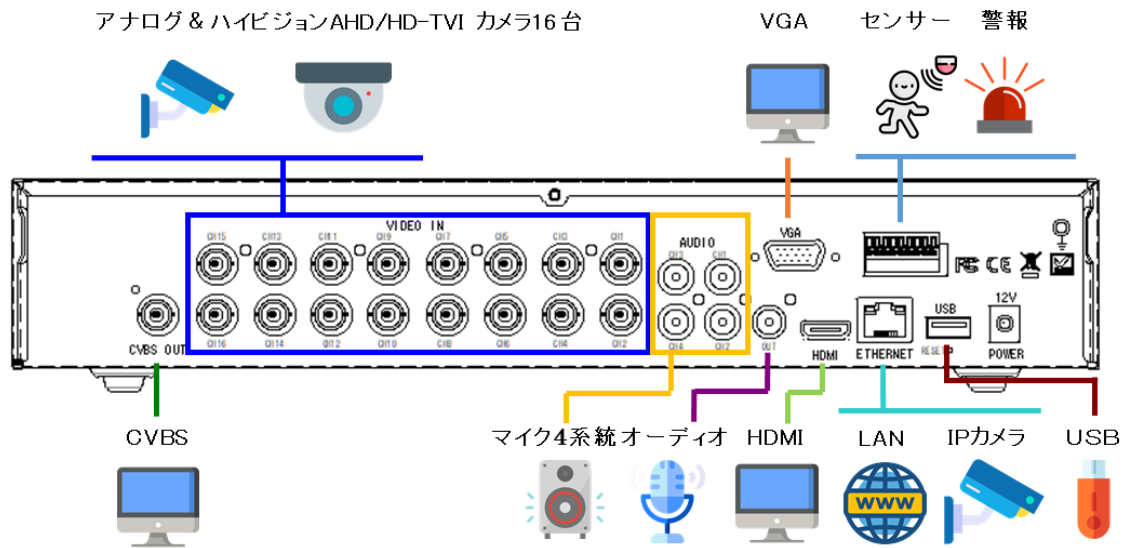 アナログ & ハイビジョンAHD/HD-TVI カメラ16台
VGA
センサー
警報
VIDEO IN
CH15 CH13 CH11 CH9 CH7 CH5 CH3 CH1
AUDIO
CH3 CH1
VGA
FC CE
CVBS OUT
CH16 CH14 CH12 CH10 CH8 CH6 CH4 CH2
CH4 CH2
OUT
HDMI
ETHERNET
USB
RESET
12V
POWER
CVBS
マイク4系統
オーディオ
HDMI
LAN
IPカメラ
USB
WWW